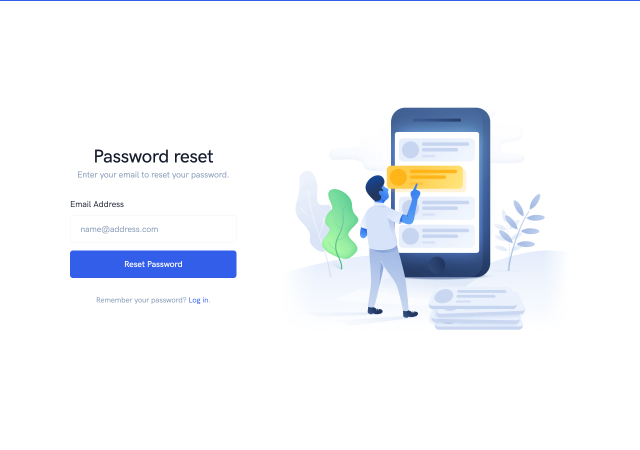 Password reset
Enter your email to reset your password.
Email Address
name@address.com
Reset Password
Remember your password? Log in.